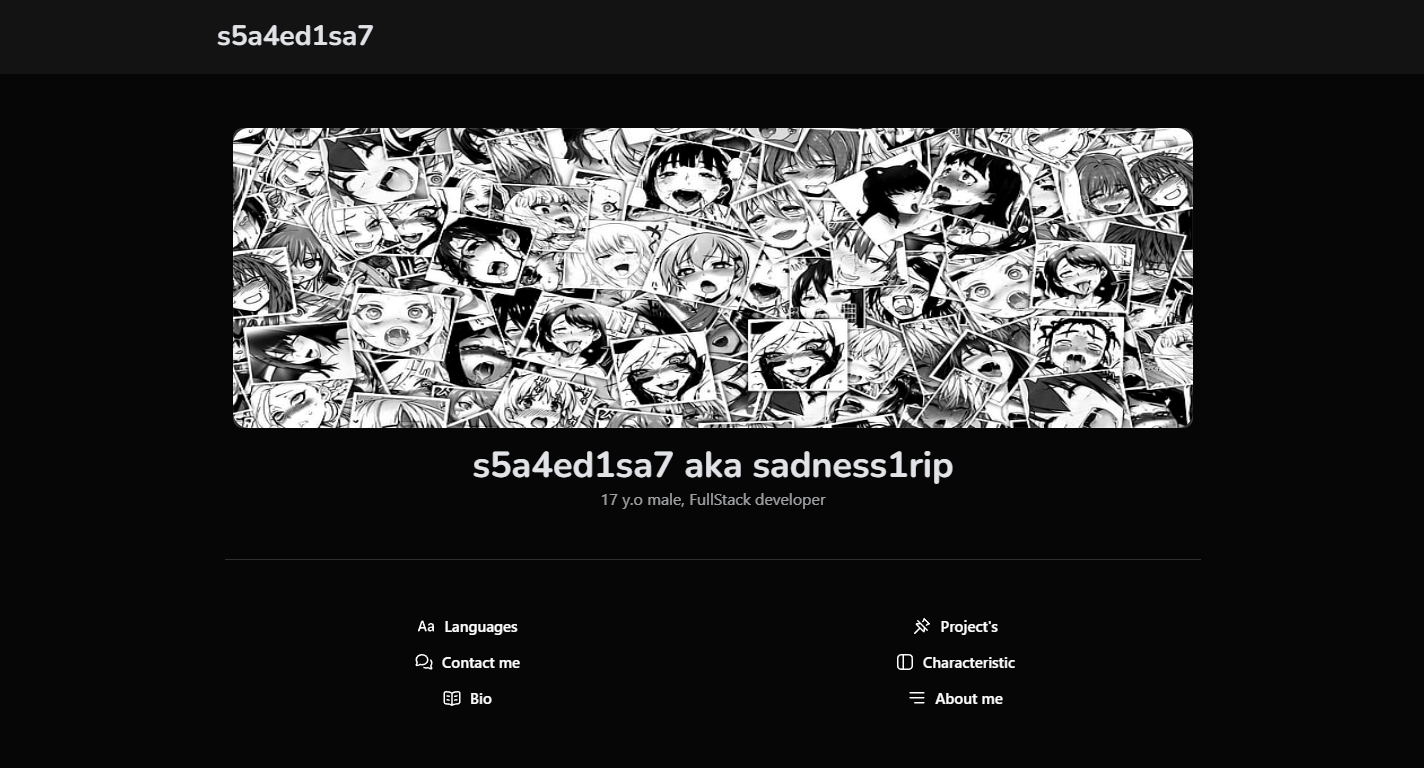 s5a4ed1sa7
s5a4ed1sa7 aka sadness1rip
17 y.o male, FullStack developer
Aa Languages
Contact me
Bio
Project's
Characteristic
About me